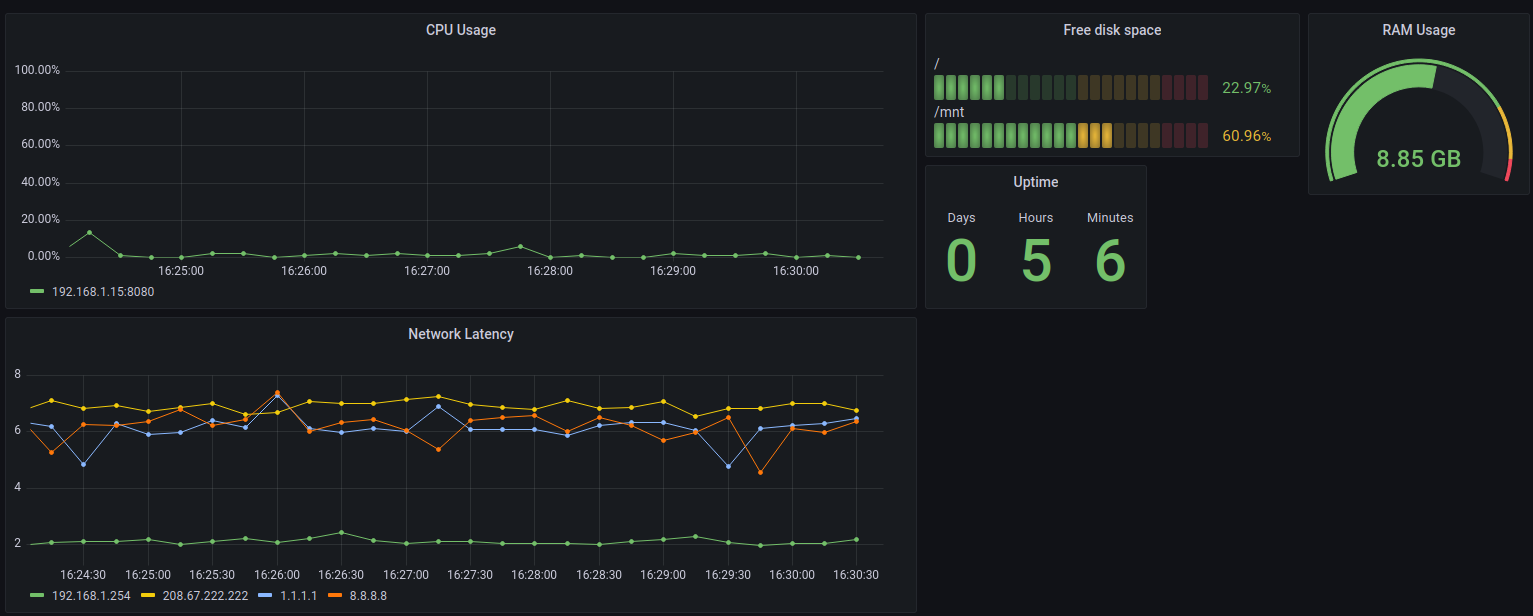 CPU Usage
100.00%
80.00%
60.00%
40.00%
20.00%
0.00%
16:25:00 16:26:00 16:27:00 16:28:00 16:29:00 16:30:00
192.168.1.15:8080
Free disk space
/
22.97%
/mnt
60.96%
RAM Usage
8.85 GB
Uptime
Days Hours Minutes
0 5 6
Network Latency
8
6
4
2
16:24:30 16:25:00 16:25:30 16:26:00 16:26:30 16:27:00 16:27:30 16:28:00 16:28:30 16:29:00 16:29:30 16:30:00 16:30:30
192.168.1.254 208.67.222.222 1.1.1.1 8.8.8.8